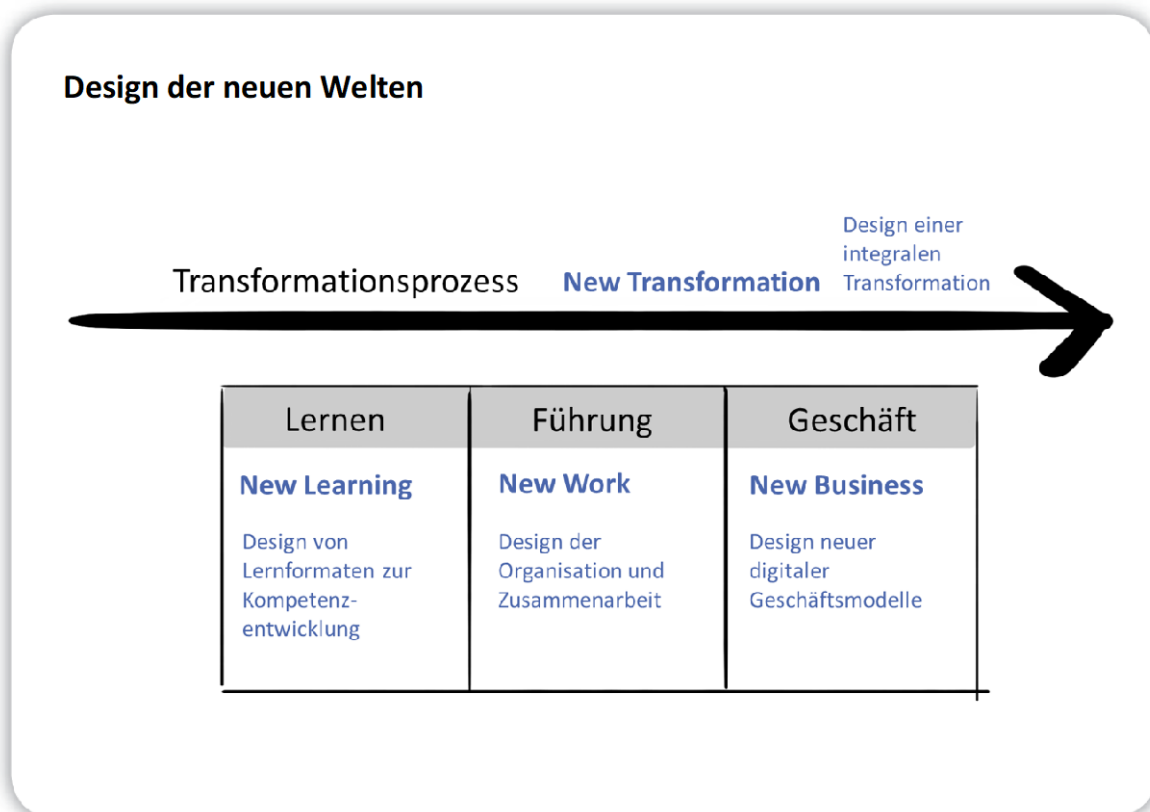 Design der neuen Welten
Design einer
integralen
Transformationsprozess New Transformation Transformation
Lernen Führung Geschäft
New Learning New Work New Business
Design von
Lernformaten zur
Kompetenz-
entwicklung
Design der
Organisation und
Zusammenarbeit
Design neuer
digitaler
Geschäftsmodelle